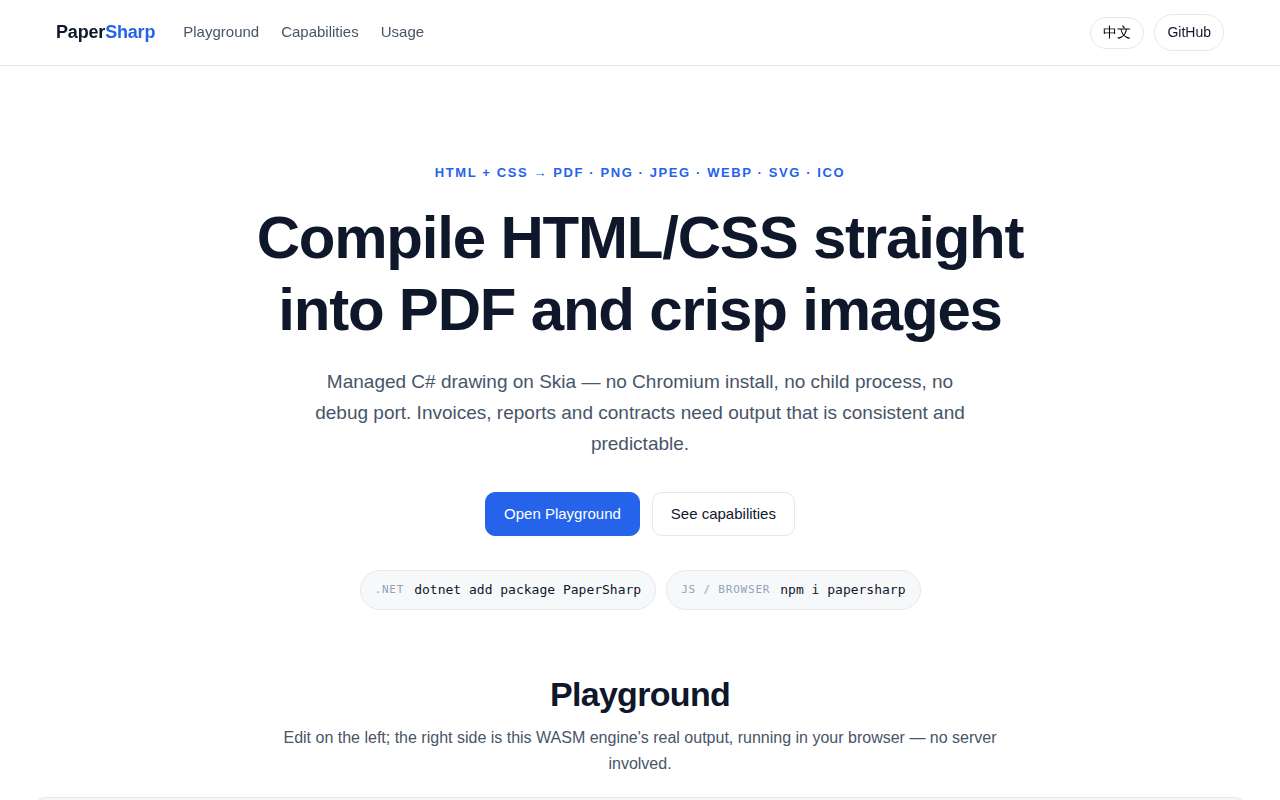 PaperSharp Playground Capabilities Usage 中文 GitHub
HTML + CSS → PDF · PNG · JPEG · WEBP · SVG · ICO
Compile HTML/CSS straight
into PDF and crisp images
Managed C# drawing on Skia — no Chromium install, no child process, no
debug port. Invoices, reports and contracts need output that is consistent and
predictable.
Open Playground See capabilities
.NET dotnet add package PaperSharp JS / BROWSER npm i papersharp
Playground
Edit on the left; the right side is this WASM engine's real output, running in your browser — no server
involved.